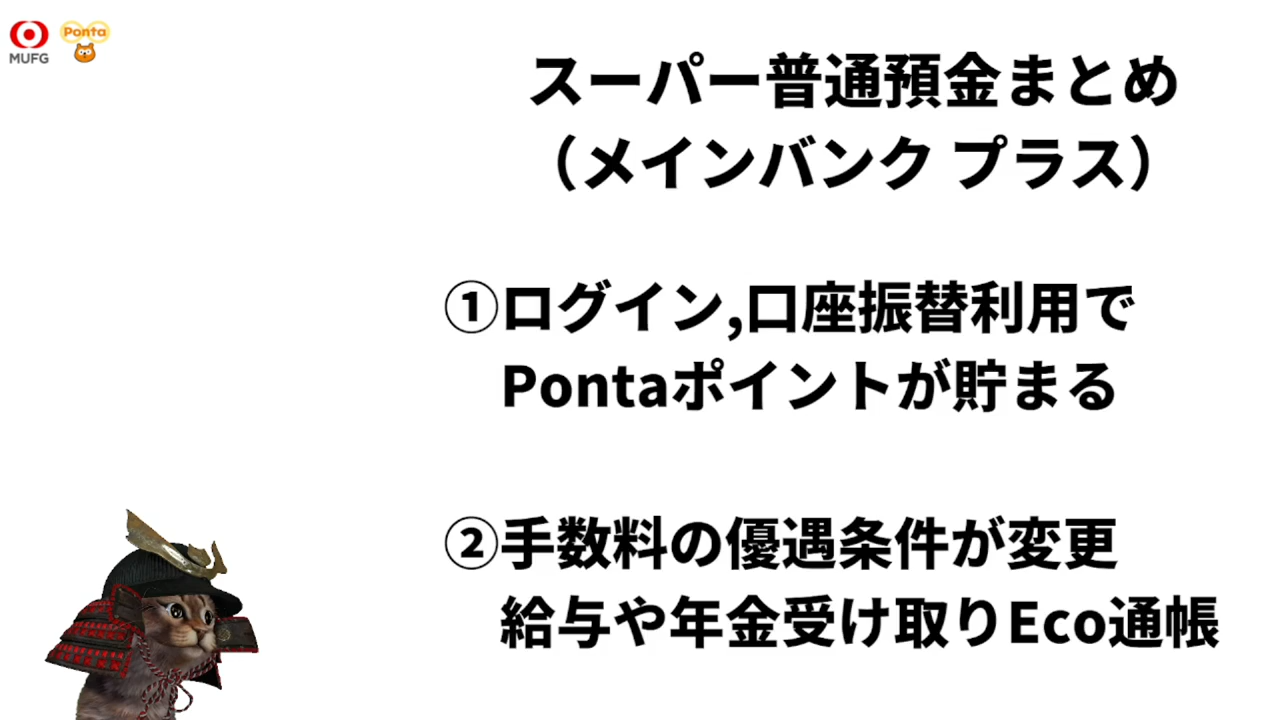 MUFG
Ponta
スーパー普通預金まとめ
（メインバンク プラス）
①ログイン,口座振替利用で
Pontaポイントが貯まる
②手数料の優遇条件が変更
給与や年金受け取りEco通帳